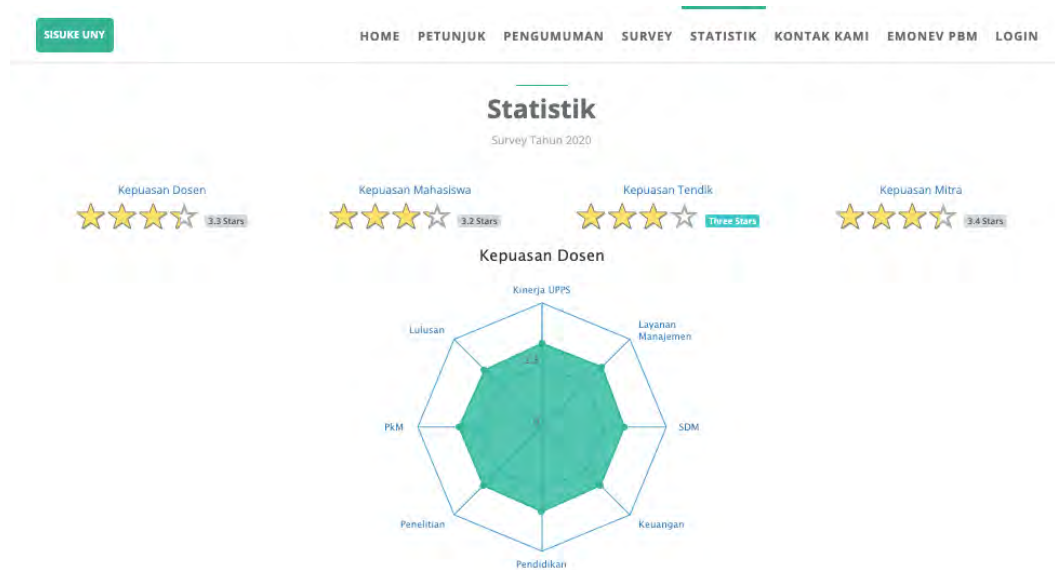 SISUKE UNY
HOME PETUNJUK PENGUMUMAN SURVEY STATISTIK KONTAK KAMI EMONEV PBM LOGIN
Statistik
Survey Tahun 2020
Kepuasan Dosen Kepuasan Mahasiswa Kepuasan Tendik Kepuasan Mitra
3.3 Stars 3.2 Stars Three Stars 3.4 Stars
Kepuasan Dosen
Kinerja UPPS
Lulusan
Layanan
Manajemen
PkM
SDM
Penelitian
Keuangan
Pendidikan